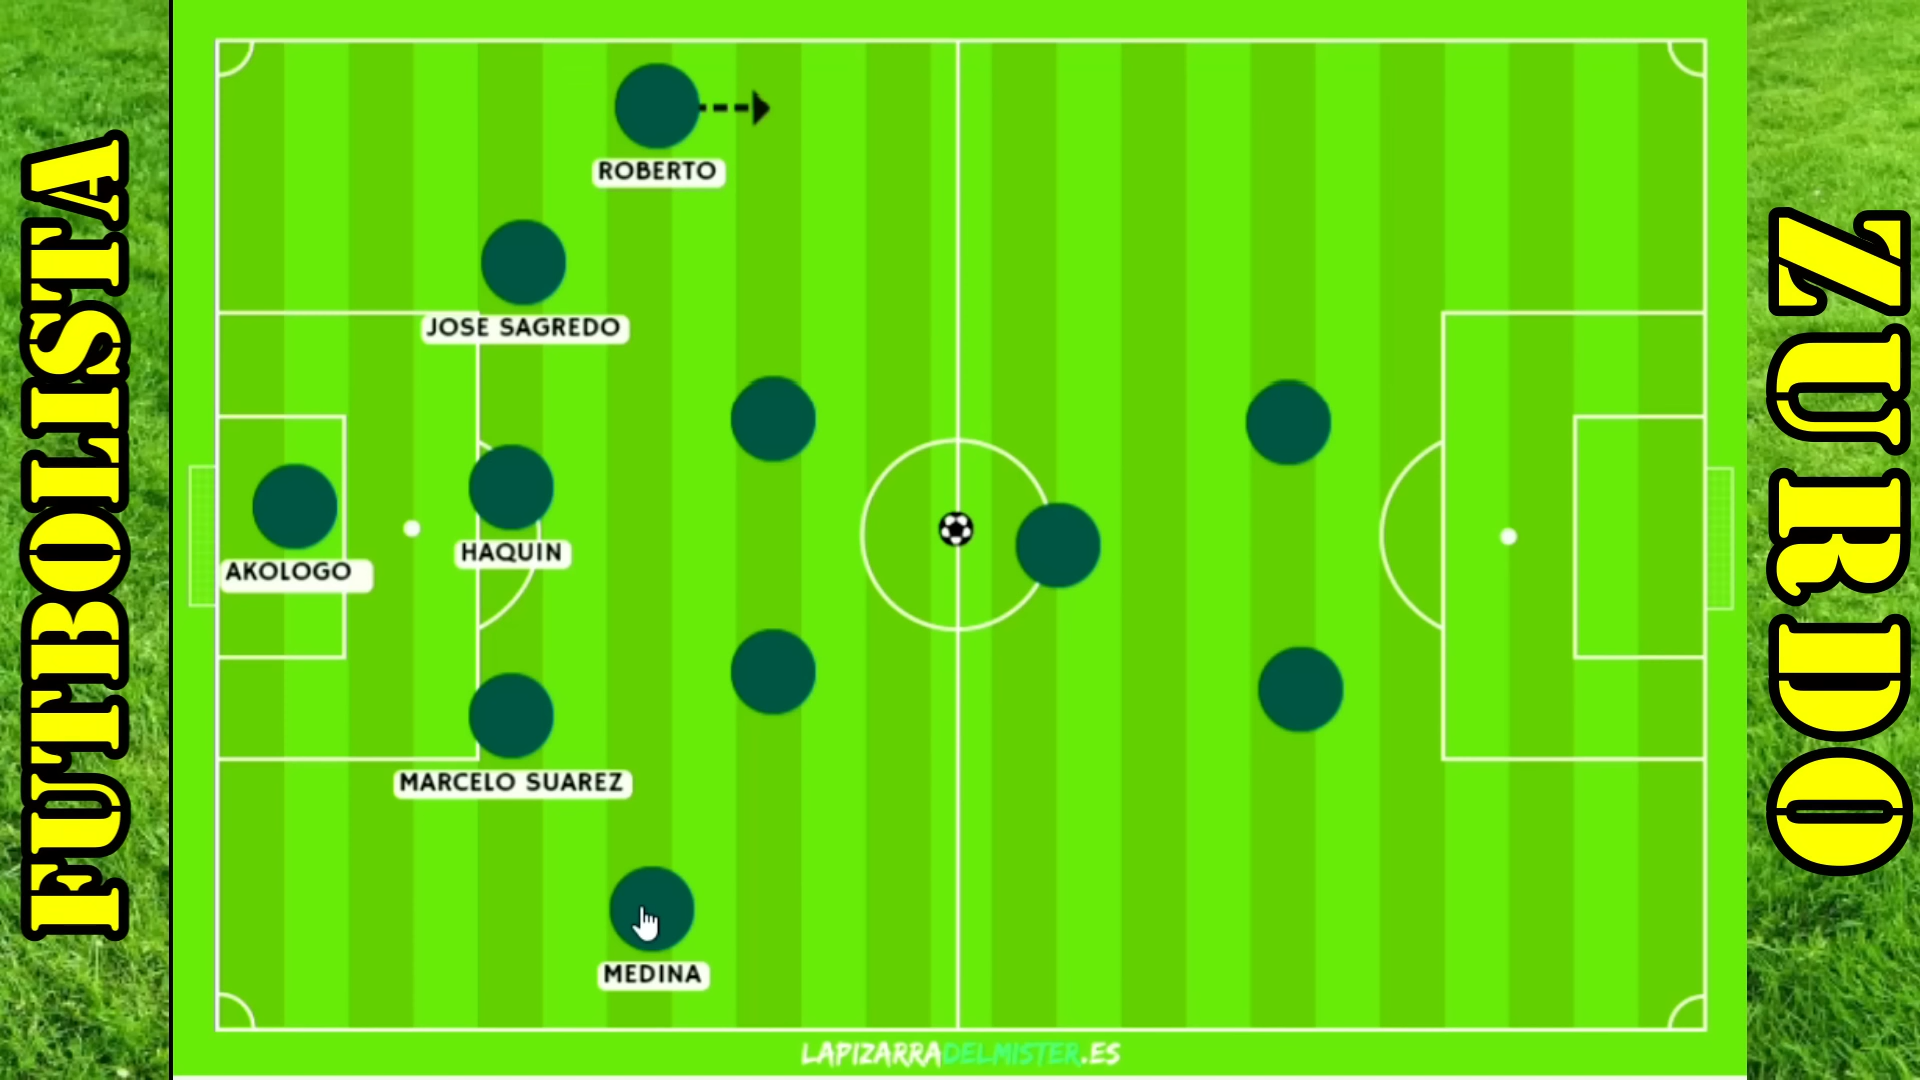 FUTBOLISTA
ROBERTO
JOSE SAGREDO
HAQUIN
AKOLOGO
MARCELO SUAREZ
MEDINA
LAPIZARRADELMISTER.ES
ZURDO